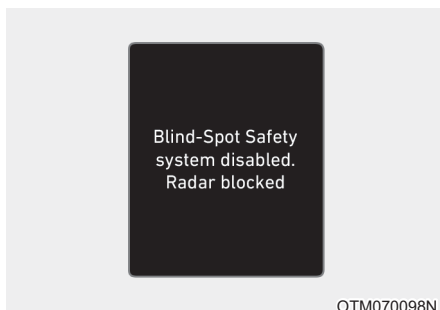 Blind-Spot Safety
system disabled.
Radar blocked
OTM070098N